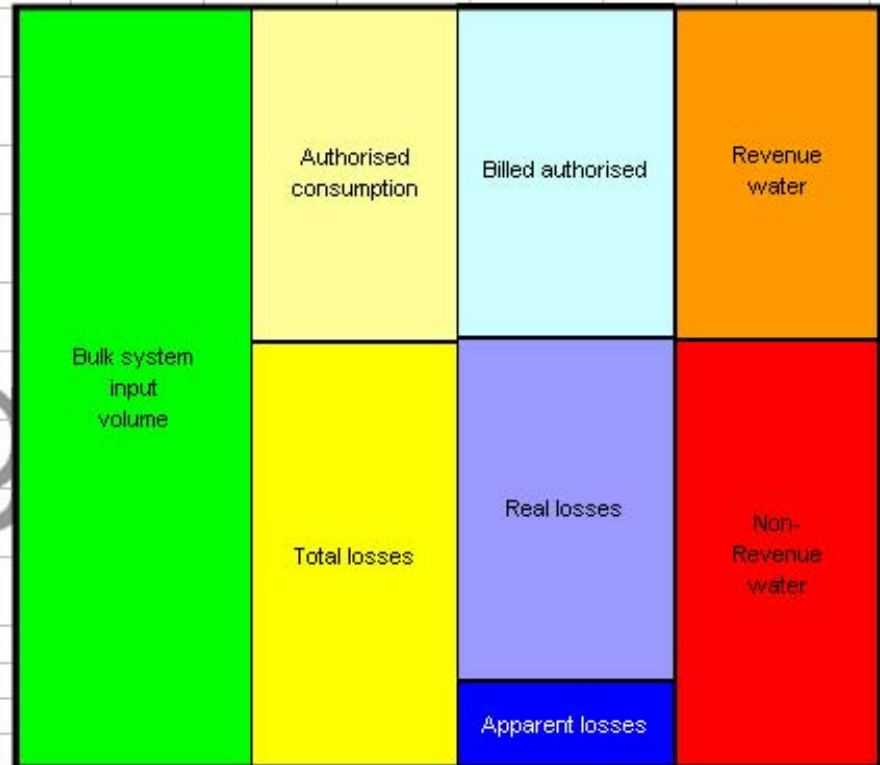 Bulk system
input
volume
Authorised
consumption
Total losses
Billed authorised
Real losses
Apparent losses
Revenue
water
Non-
Revenue
water